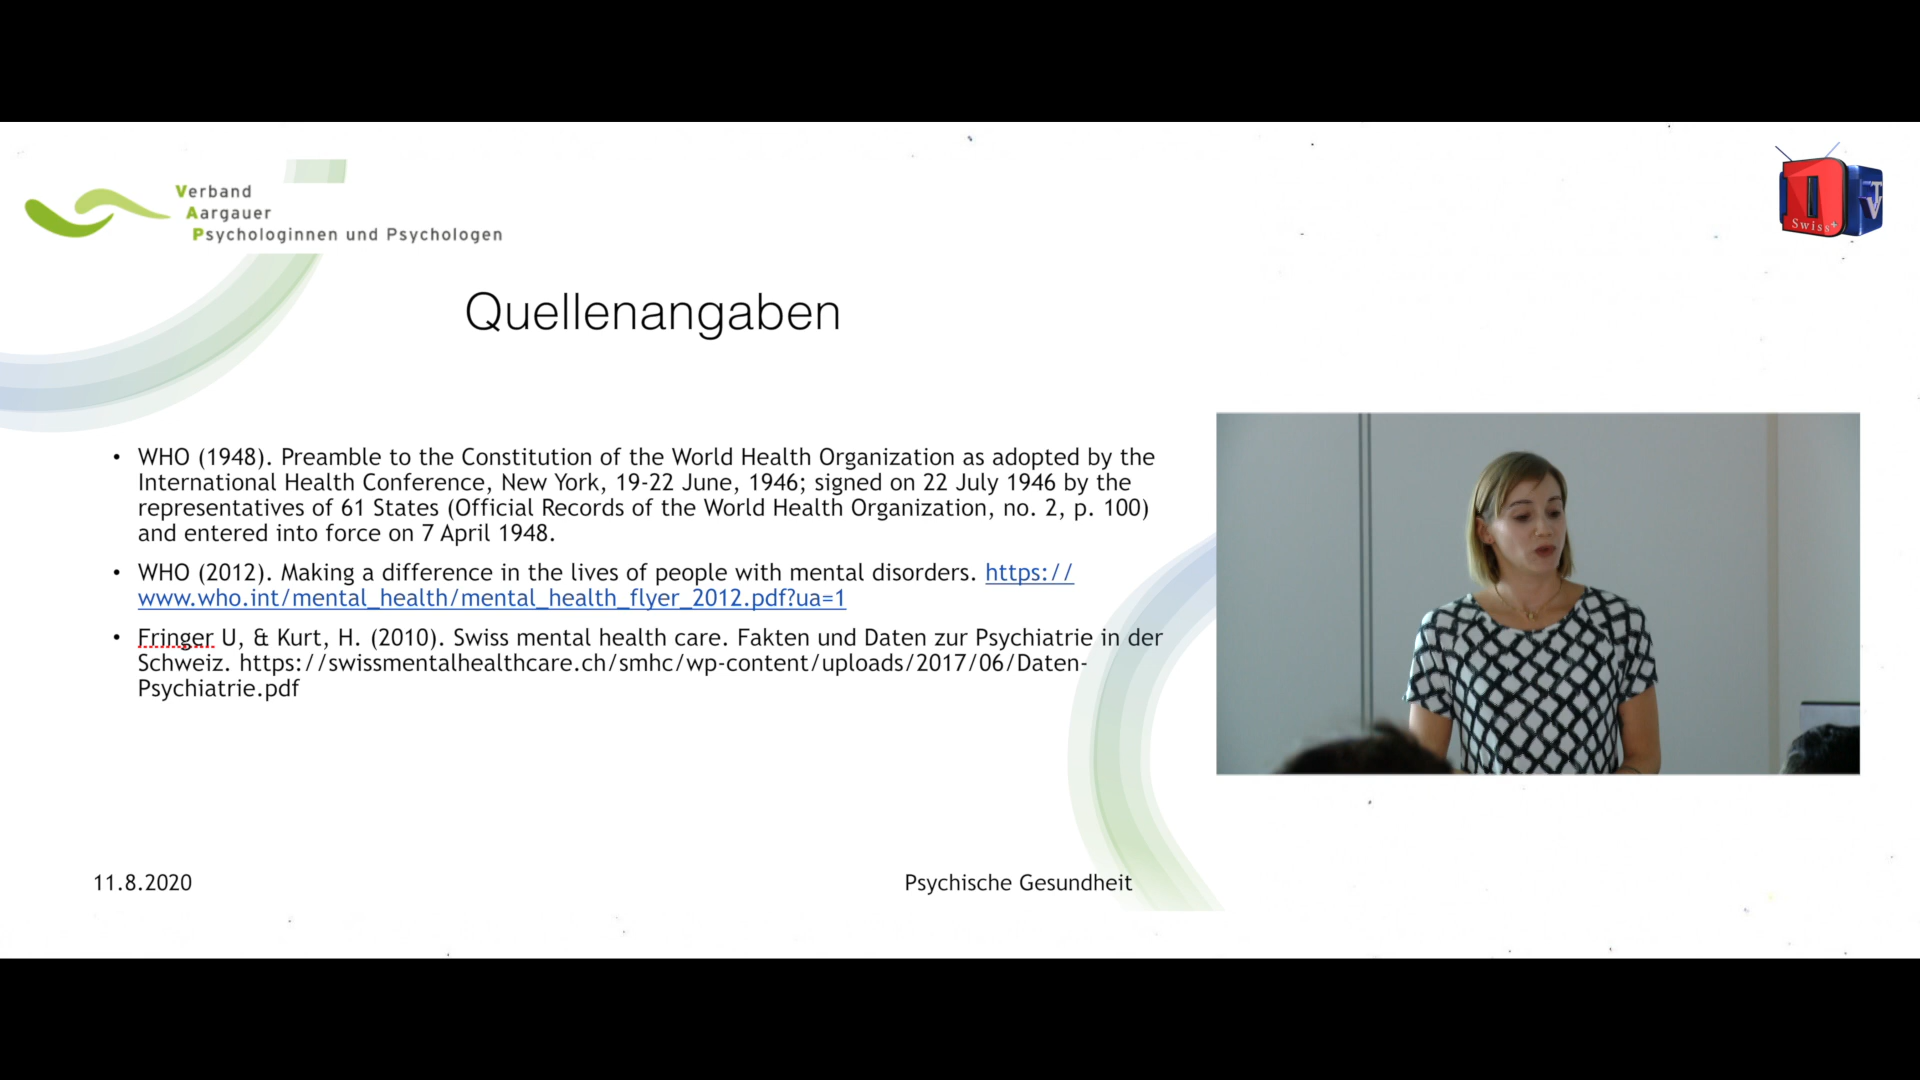 Verband
Aargauer
Psychologinnen und Psychologen
Swiss+
TV
Quellenangaben
• WHO (1948). Preamble to the Constitution of the World Health Organization as adopted by the
International Health Conference, New York, 19-22 June, 1946; signed on 22 July 1946 by the
representatives of 61 States (Official Records of the World Health Organization, no. 2, p. 100)
and entered into force on 7 April 1948.
• WHO (2012). Making a difference in the lives of people with mental disorders. https://
www.who.int/mental_health/mental_health_flyer_2012.pdf?ua=1
• Fringer U, & Kurt, H. (2010). Swiss mental health care. Fakten und Daten zur Psychiatrie in der
Schweiz. https://swissmentalhealthcare.ch/smhc/wp-content/uploads/2017/06/Daten-
Psychiatrie.pdf
11.8.2020
Psychische Gesundheit